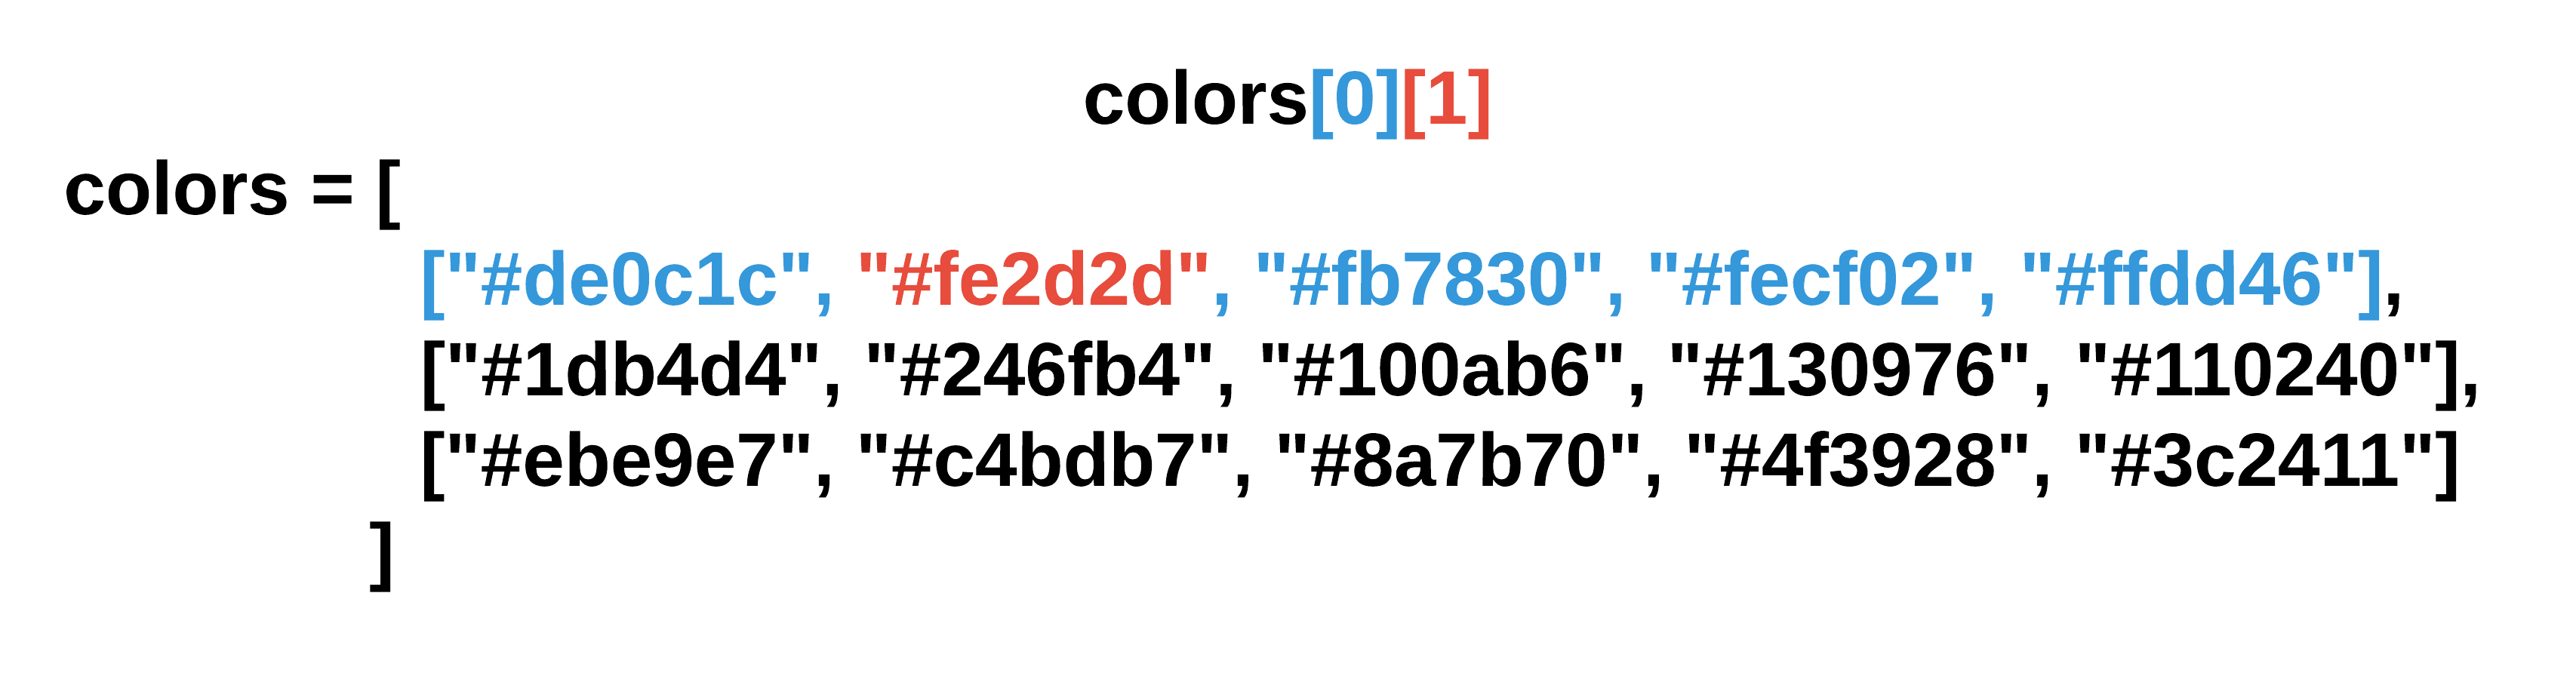 colors[0][1]
colors = [
["#de0c1c", "#fe2d2d", "#fb7830", "#fecf02", "#ffdd46"],
["#1db4d4", "#246fb4", "#100ab6", "#130976", "#110240"],
["#ebe9e7", "#c4bdb7", "#8a7b70", "#4f3928", "#3c2411"]
]